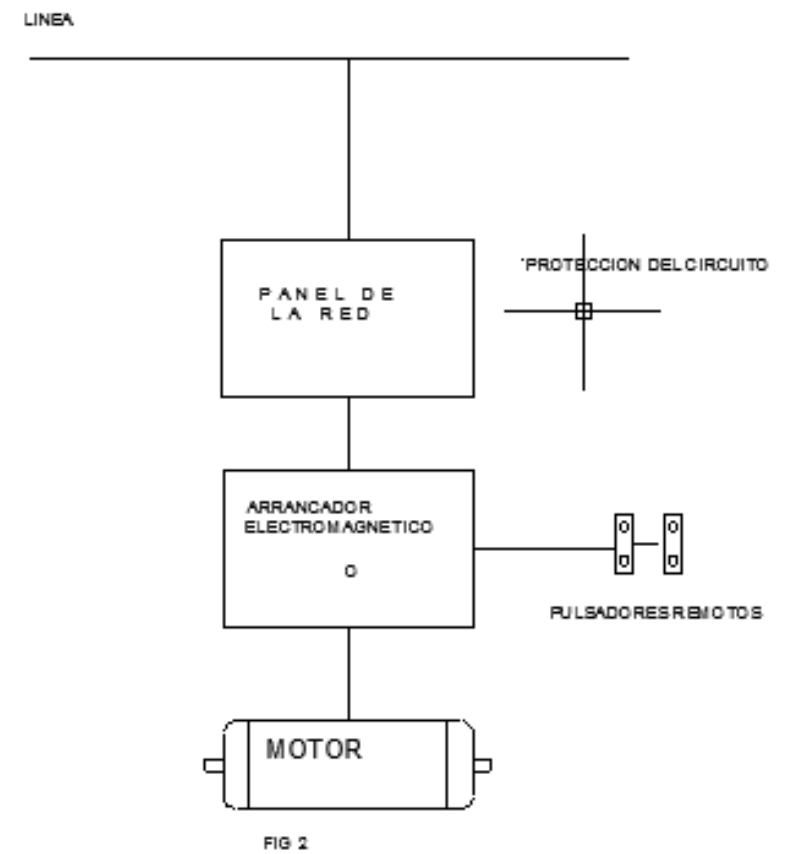 LINEA
PANEL DE
LA RED
'PROTECCION DEL CIRCUITO
ARRANCADOR
ELECTROMAGNETICO
O
PULSADORES REMOTOS
MOTOR
FIG 2